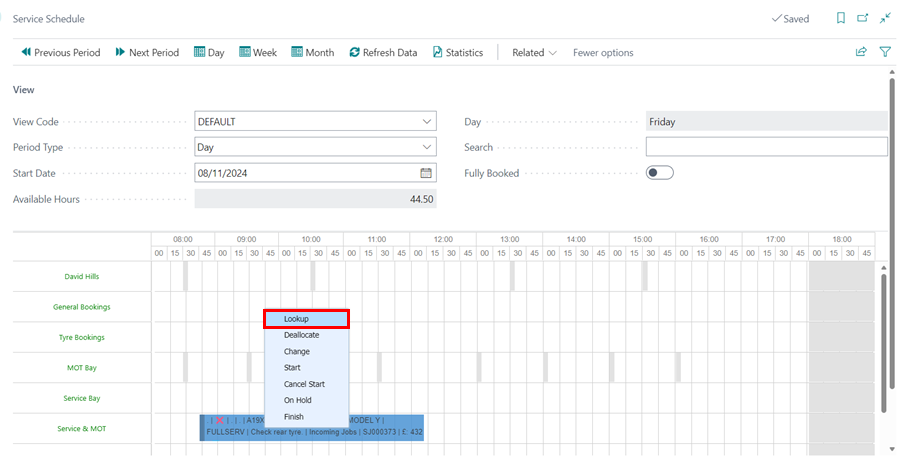 Service Schedule Saved
Previous Period Next Period Day Week Month Refresh Data Statistics Related Fewer options
View
View Code DEFAULT Day Friday
Period Type Day Search
Start Date 08/11/2024 Fully Booked
Available Hours 44.50
08:00 09:00 10:00 11:00 12:00 13:00 14:00 15:00 16:00 17:00 18:00
00 15 30 45 00 15 30 45 00 15 30 45 00 15 30 45 00 15 30 45 00 15 30 45 00 15 30 45 00 15 30 45 00 15 30 45 00 15 30 45 00 15 30 45
David Hills
General Bookings
Lookup
Tyre Bookings Deallocate
Change
MOT Bay Start
Cancel Start
Service Bay On Hold
Finish
| | | | A19X MODEL Y |
Service & MOT FULLSERV | Check rear tyre | Incoming Jobs | SJ000373 | £: 432